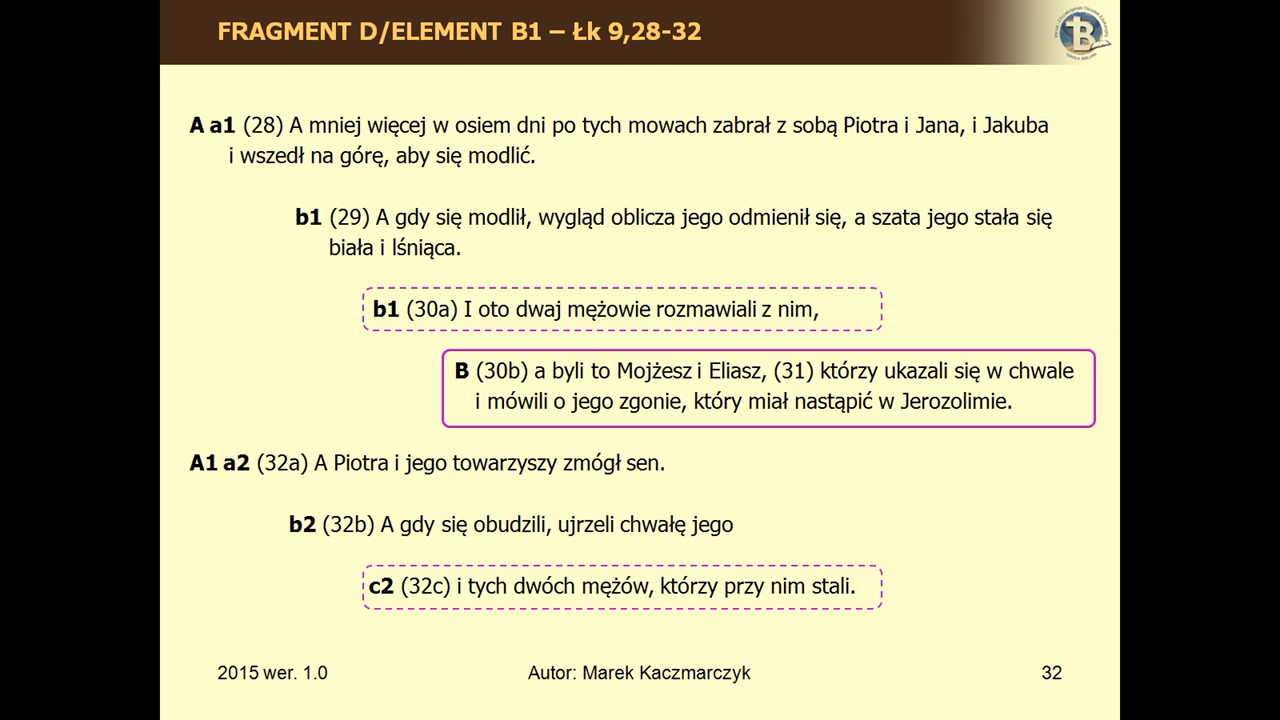 FRAGMENT D/ELEMENT B1 – Łk 9,28-32
A a1 (28) A mniej więcej w osiem dni po tych mowach zabrał z sobą Piotra i Jana, i Jakuba
i wszedł na górę, aby się modlić.
b1 (29) A gdy się modlił, wygląd oblicza jego odmienił się, a szata jego stała się
biała i lśniąca.
b1 (30a) I oto dwaj mężowie rozmawiali z nim,
B (30b) a byli to Mojżesz i Eliasz, (31) którzy ukazali się w chwale
i mówili o jego zgonie, który miał nastąpić w Jerozolimie.
A1 a2 (32a) A Piotra i jego towarzyszy zmógł sen.
b2 (32b) A gdy się obudzili, ujrzeli chwałę jego
c2 (32c) i tych dwóch mężów, którzy przy nim stali.
2015 wer. 1.0 Autor: Marek Kaczmarczyk 32